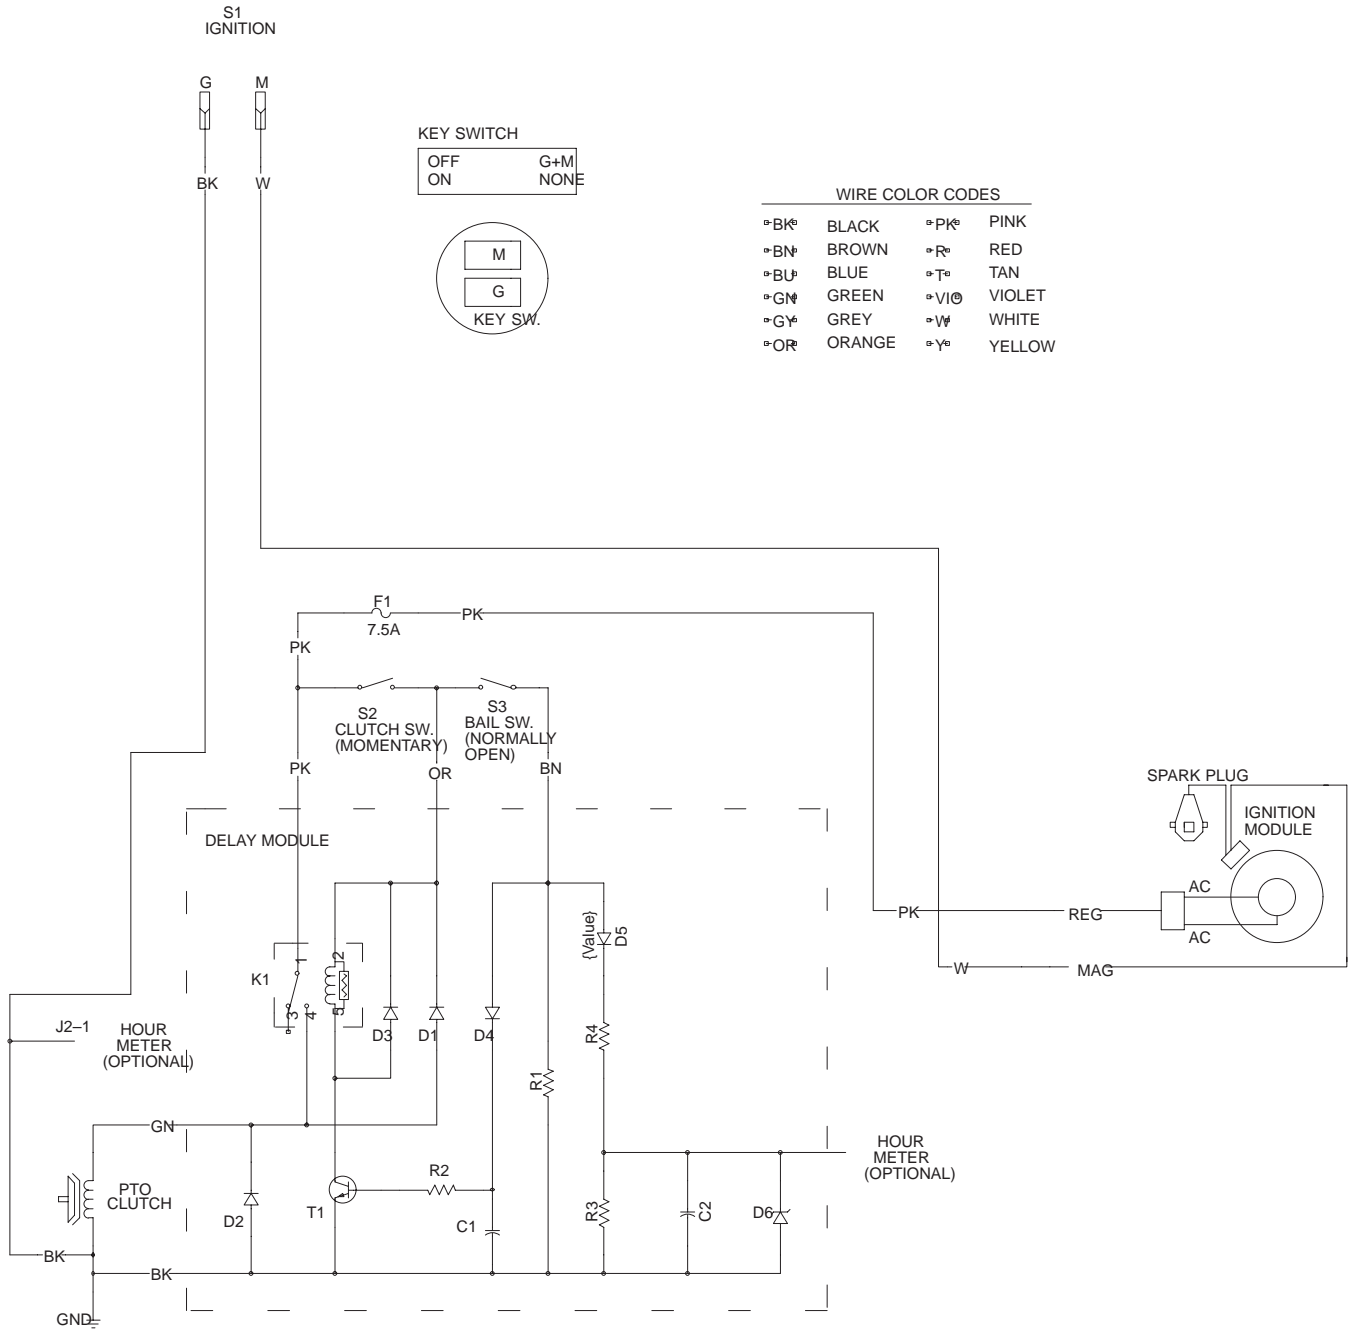 S1
IGNITION
G M
BK W
KEY SWITCH
OFF G+M
ON NONE
M
G
KEY SW.
WIRE COLOR CODES
BK BLACK PK PINK
BN BROWN R RED
BU BLUE T TAN
GN GREEN VIO VIOLET
GY GREY W WHITE
OR ORANGE Y YELLOW
F1
7.5A
PK
PK
S2
CLUTCH SW.
(MOMENTARY)
S3
BAIL SW.
(NORMALLY
OPEN)
PK
OR
BN
DELAY MODULE
SPARK PLUG
IGNITION
MODULE
AC
AC
PK
REG
W
MAG
{Value}
D5
K1
1
2
3
4
5
D3
D1
D4
R4
R1
J2–1
HOUR
METER
(OPTIONAL)
GN
HOUR
METER
(OPTIONAL)
PTO
CLUTCH
R2
T1
D2
C1
R3
C2
D6
BK
BK
GND